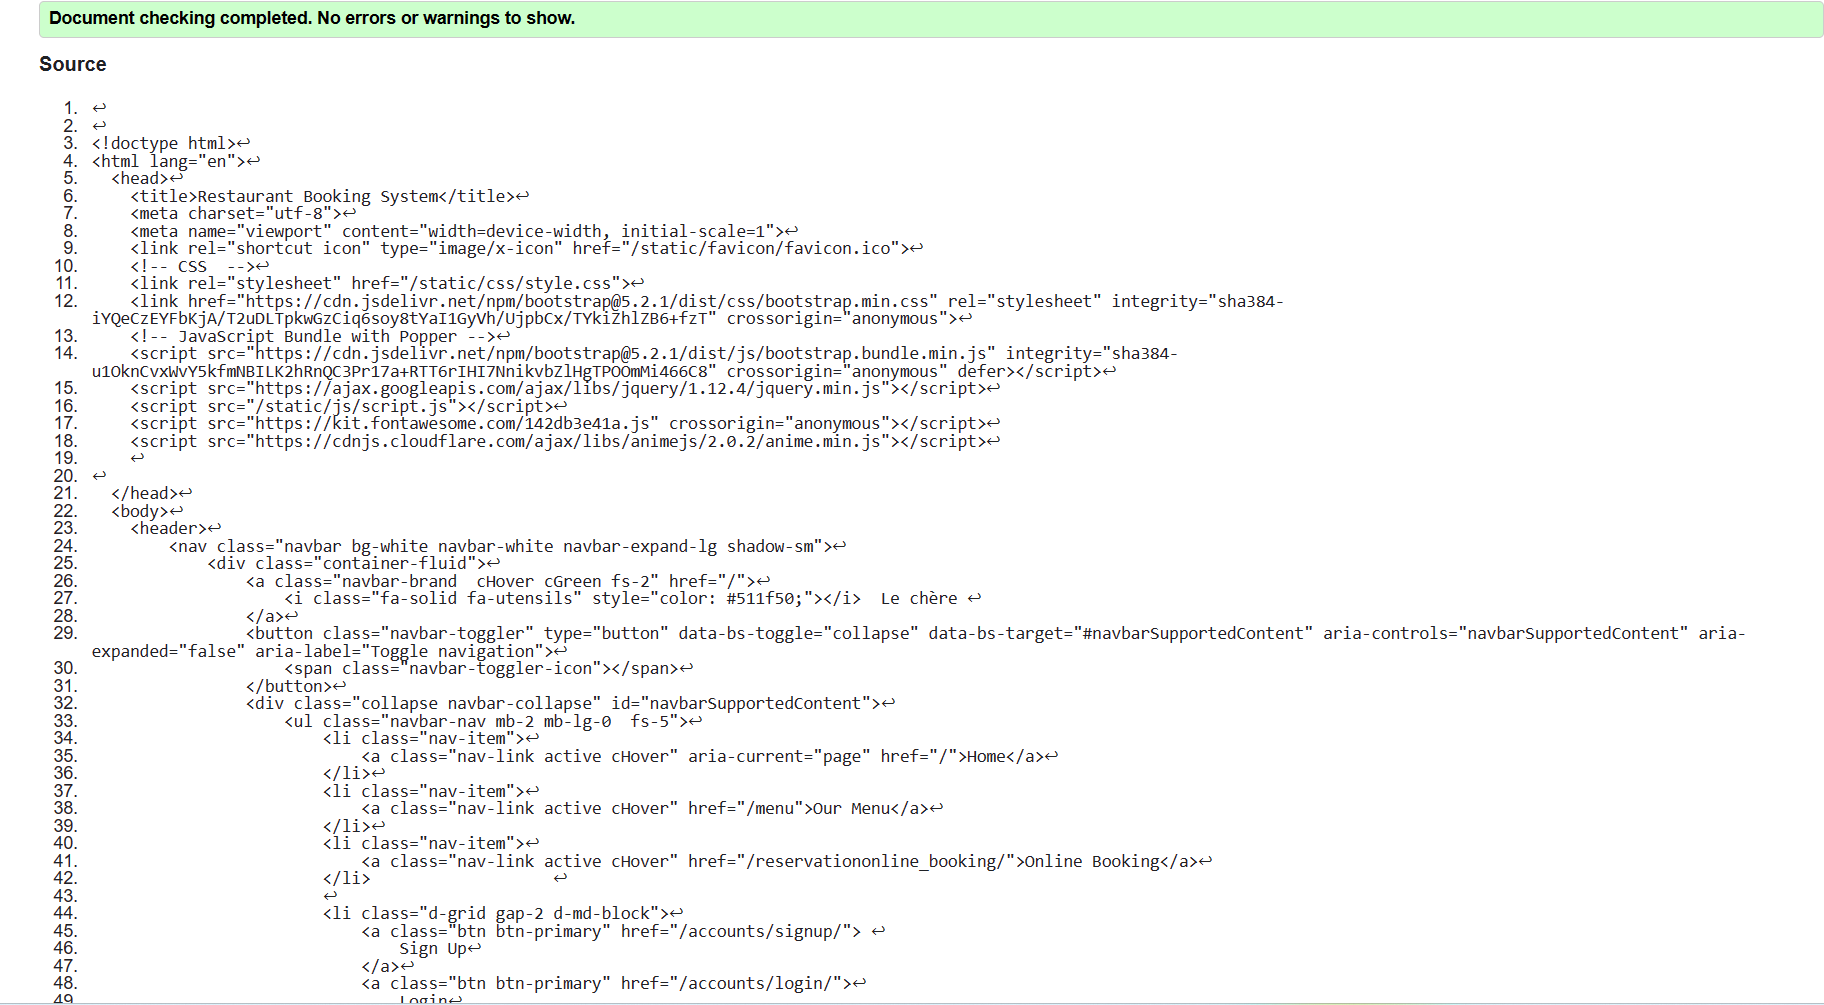 Document checking completed. No errors or warnings to show.
Source
1. ↩
2. ↩
3. <!doctype html>↩
4. <html lang="en">↩
5.   <head>↩
6.     <title>Restaurant Booking System</title>↩
7.     <meta charset="utf-8">↩
8.     <meta name="viewport" content="width=device-width, initial-scale=1">↩
9.     <link rel="shortcut icon" type="image/x-icon" href="/static/favicon/favicon.ico">↩
10.     <!-- CSS  -->↩
11.     <link rel="stylesheet" href="/static/css/style.css">↩
12.     <link href="https://cdn.jsdelivr.net/npm/bootstrap@5.2.1/dist/css/bootstrap.min.css" rel="stylesheet" integrity="sha384-
iYQeCzEYFbKjA/T2uDLTpkwGzCiq6soy8tYaI1GyVh/UjpbCx/TYkiZhlZB6+fzT" crossorigin="anonymous">↩
13.     <!-- JavaScript Bundle with Popper -->↩
14.     <script src="https://cdn.jsdelivr.net/npm/bootstrap@5.2.1/dist/js/bootstrap.bundle.min.js" integrity="sha384-
u1OknCvxWvY5kfmNBILK2hRnQC3Pr17a+RTT6rIHI7NnikvbZlHgTPOOmMi466C8" crossorigin="anonymous" defer></script>↩
15.     <script src="https://ajax.googleapis.com/ajax/libs/jquery/1.12.4/jquery.min.js"></script>↩
16.     <script src="/static/js/script.js"></script>↩
17.     <script src="https://kit.fontawesome.com/142db3e41a.js" crossorigin="anonymous"></script>↩
18.     <script src="https://cdnjs.cloudflare.com/ajax/libs/animejs/2.0.2/anime.min.js"></script>↩
19.     ↩
20. ↩
21.   </head>↩
22.   <body>↩
23.     <header>↩
24.         <nav class="navbar bg-white navbar-white navbar-expand-lg shadow-sm">↩
25.             <div class="container-fluid">↩
26.                 <a class="navbar-brand  cHover cGreen fs-2" href="/">↩
27.                     <i class="fa-solid fa-utensils" style="color: #511f50;"></i>  Le chère ↩
28.                 </a>↩
29.                 <button class="navbar-toggler" type="button" data-bs-toggle="collapse" data-bs-target="#navbarSupportedContent" aria-controls="navbarSupportedContent" aria-
expanded="false" aria-label="Toggle navigation">↩
30.                     <span class="navbar-toggler-icon"></span>↩
31.                 </button>↩
32.                 <div class="collapse navbar-collapse" id="navbarSupportedContent">↩
33.                     <ul class="navbar-nav mb-2 mb-lg-0  fs-5">↩
34.                         <li class="nav-item">↩
35.                             <a class="nav-link active cHover" aria-current="page" href="/">Home</a>↩
36.                         </li>↩
37.                         <li class="nav-item">↩
38.                             <a class="nav-link active cHover" href="/menu">Our Menu</a>↩
39.                         </li>↩
40.                         <li class="nav-item">↩
41.                             <a class="nav-link active cHover" href="/reservationonline_booking/">Online Booking</a>↩
42.                         </li>                   ↩
43.                         ↩
44.                         <li class="d-grid gap-2 d-md-block">↩
45.                             <a class="btn btn-primary" href="/accounts/signup/"> ↩
46.                                 Sign Up↩
47.                             </a>↩
48.                             <a class="btn btn-primary" href="/accounts/login/">↩
49.                                 Login↩